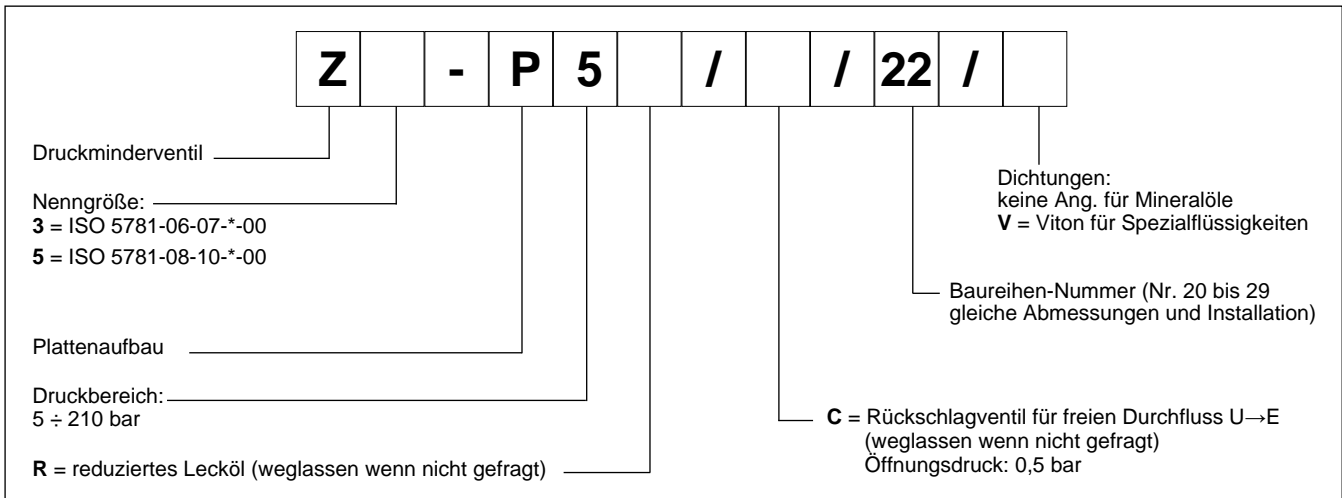 Z - P 5 / / 22 /
Druckminderventil
Nenngröße:
3 = ISO 5781-06-07-*-00
5 = ISO 5781-08-10-*-00
Plattenaufbau
Druckbereich:
5 ÷ 210 bar
R = reduziertes Lecköl (weglassen wenn nicht gefragt)
Dichtungen:
keine Ang. für Mineralöle
V = Viton für Spezialflüssigkeiten
Baureihen-Nummer (Nr. 20 bis 29
gleiche Abmessungen und Installation)
C = Rückschlagventil für freien Durchfluss U→E
(weglassen wenn nicht gefragt)
Öffnungsdruck: 0,5 bar